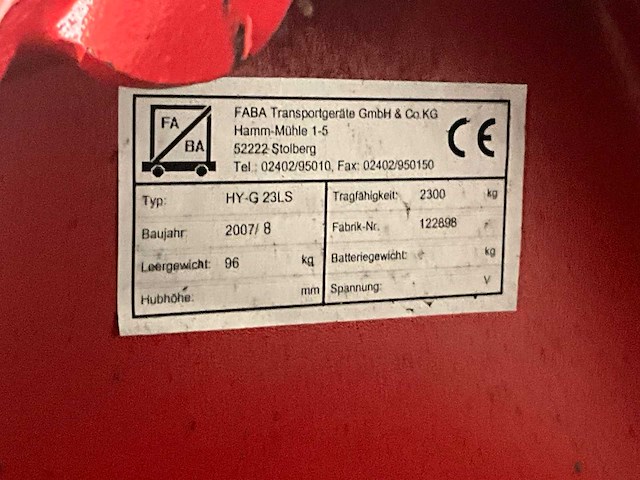 FA
BA
FABA Transportgeräte GmbH & Co.KG
Hamm-Mühle 1-5
52222 Stolberg
Tel.: 02402/95010, Fax: 02402/950150
CE
Typ: HY-G 23LS
Baujahr: 2007/ 8
Leergewicht: 96 kg
Hubhöhe: mm
Tragfähigkeit: 2300 kg
Fabrik-Nr. 122898
Batteriegewicht: kg
Spannung: V